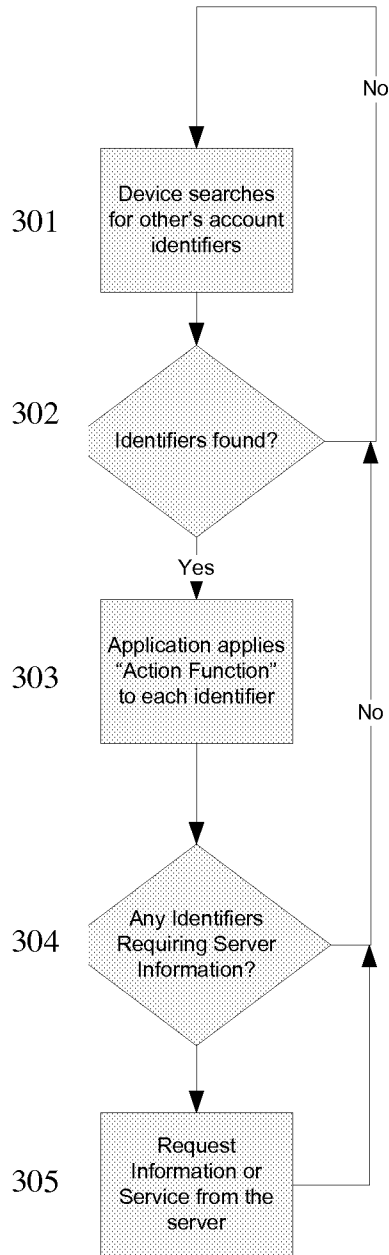 No
301
Device searches
for other's account
identifiers
302
Identifiers found?
Yes
303
Application applies
“Action Function”
to each identifier
No
304
Any Identifiers
Requiring Server
Information?
305
Request
Information or
Service from the
server